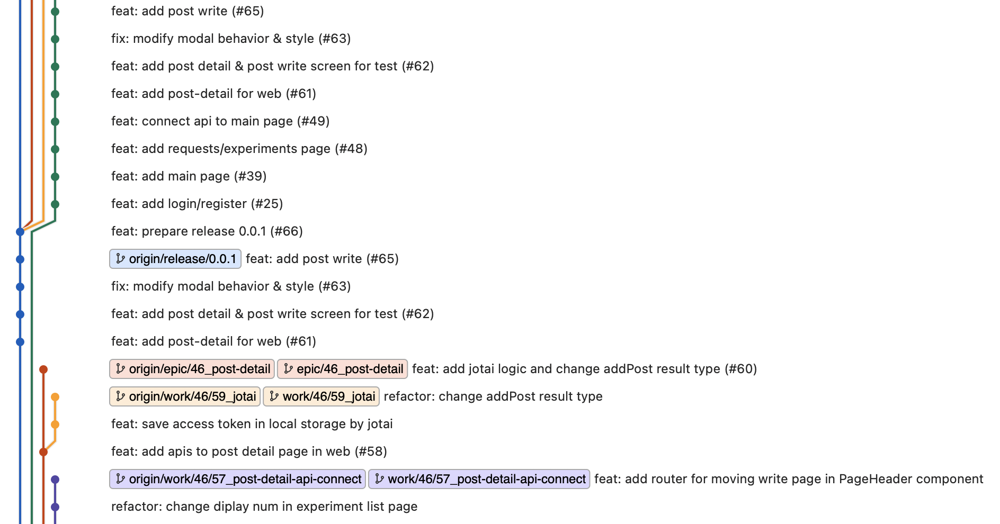 feat: add post write (#65)
fix: modify modal behavior & style (#63)
feat: add post detail & post write screen for test (#62)
feat: add post-detail for web (#61)
feat: connect api to main page (#49)
feat: add requests/experiments page (#48)
feat: add main page (#39)
feat: add login/register (#25)
feat: prepare release 0.0.1 (#66)
origin/release/0.0.1 feat: add post write (#65)
fix: modify modal behavior & style (#63)
feat: add post detail & post write screen for test (#62)
feat: add post-detail for web (#61)
origin/epic/46_post-detail epic/46_post-detail feat: add jotai logic and change addPost result type (#60)
origin/work/46/59_jotai work/46/59_jotai refactor: change addPost result type
feat: save access token in local storage by jotai
feat: add apis to post detail page in web (#58)
origin/work/46/57_post-detail-api-connect work/46/57_post-detail-api-connect feat: add router for moving write page in PageHeader component
refactor: change diplay num in experiment list page